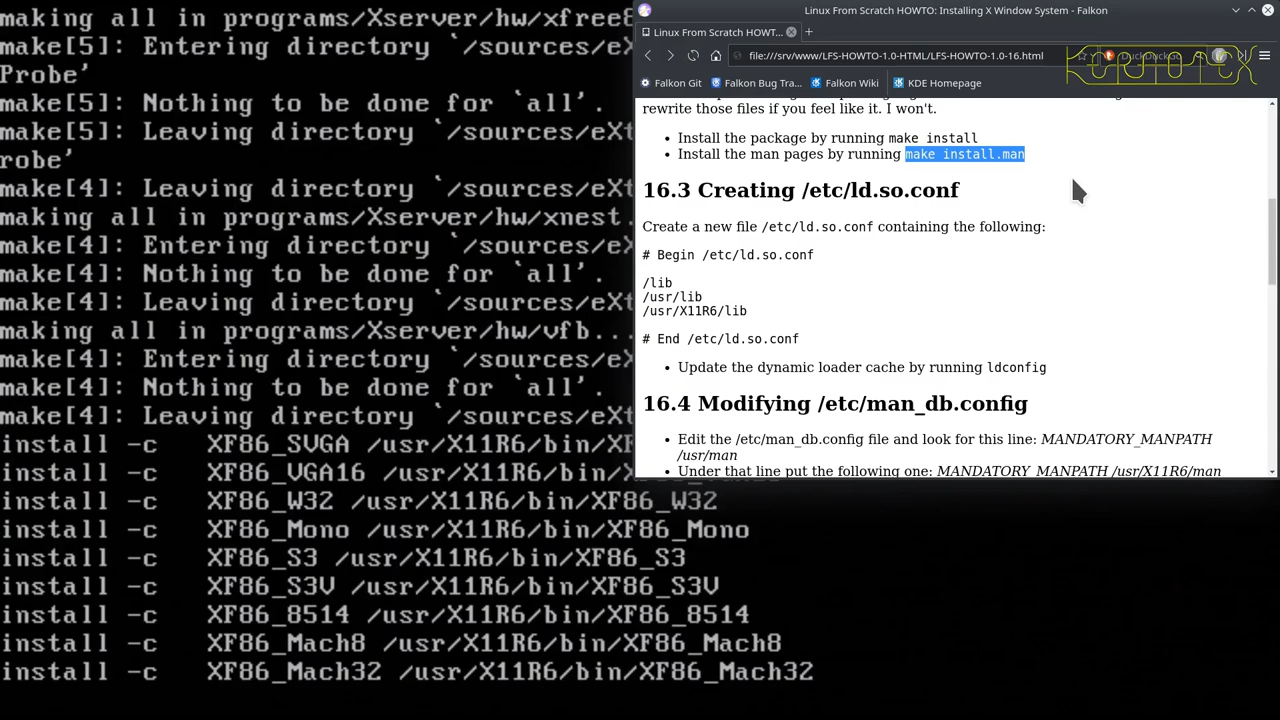 making all in programs/Xserver/hw/xfree8
make[5]: Entering directory `/sources/eX
Probe'
make[5]: Nothing to be done for `all'.
make[5]: Leaving directory `/sources/eXt
robe'
make[4]: Leaving directory `/sources/eXt
making all in programs/Xserver/hw/xnest.
make[4]: Entering directory `/sources/eX
make[4]: Nothing to be done for `all'.
make[4]: Leaving directory `/sources/eXt
making all in programs/Xserver/hw/vfb...
make[4]: Entering directory `/sources/eX
make[4]: Nothing to be done for `all'.
make[4]: Leaving directory `/sources/eXt
install -c XF86_SVGA /usr/X11R6/b
install -c XF86_VGA16 /usr/X11R6/
install -c XF86_W32 /usr/X11R6/bin/XF86_W32
install -c XF86_Mono /usr/X11R6/bin/XF86_Mono
install -c XF86_S3 /usr/X11R6/bin/XF86_S3
install -c XF86_S3V /usr/X11R6/bin/XF86_S3V
install -c XF86_8514 /usr/X11R6/bin/XF86_8514
install -c XF86_Mach8 /usr/X11R6/bin/XF86_Mach8
install -c XF86_Mach32 /usr/X11R6/bin/XF86_Mach32
Linux From Scratch HOWTO: Installing X Window System - Falkon
Linux From Scratch HOWT...
file:///srv/www/LFS-HOWTO-1.0-HTML/LFS-HOWTO-1.0-16.html
Falkon Git Falkon Bug Tra... Falkon Wiki KDE Homepage
rewrite those files if you feel like it. I won't.
• Install the package by running make install
• Install the man pages by running make install.man
16.3 Creating /etc/ld.so.conf
Create a new file /etc/ld.so.conf containing the following:
# Begin /etc/ld.so.conf
/lib
/usr/lib
/usr/X11R6/lib
# End /etc/ld.so.conf
• Update the dynamic loader cache by running ldconfig
16.4 Modifying /etc/man_db.config
• Edit the /etc/man_db.config file and look for this line: MANDATORY_MANPATH
/usr/man
• Under that line put the following one: MANDATORY_MANPATH /usr/X11R6/man